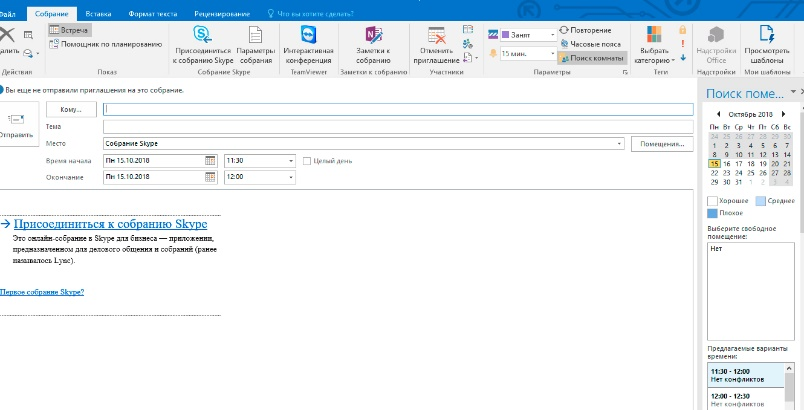 Файл Собрание Вставка Формат текста Рецензирование Что вы хотите сделать?
Встреча
Помощник по планированию
Показ
Присоединиться
к собранию Skype
Параметры
собрания
Собрание Skype
Интерактивная
конференция
TeamViewer
Заметки к
собранию
Заметки к собранию
Отменить
приглашение
Участники
Занят
15 мин.
Повторение
Часовые пояса
Поиск комнаты
Параметры
Выбрать
категорию
Теги
Надстройки
Office
Надстройки
Просмотреть
шаблоны
Мои шаблоны
далить
Действия
Вы еще не отправили приглашения на это собрание.
Отправить
Кому...
Тема
Место Собрание Skype Помещения...
Время начала Пн 15.10.2018 11:30 Целый день
Окончание Пн 15.10.2018 12:00
→ Присоединиться к собранию Skype
Это онлайн-собрание в Skype для бизнеса — приложении,
предназначенном для делового общения и собраний (ранее
называлось Lync).
Первое собрание Skype?
Поиск поме...
Октябрь 2018
Пн Вт Ср Чт Пт Сб Вс
24 25 26 27 28 29 30
1 2 3 4 5 6 7
8 9 10 11 12 13 14
15 16 17 18 19 20 21
22 23 24 25 26 27 28
29 30 31 1 2 3 4
Хорошее Среднее
Плохое
Выберите свободное
помещение:
Нет
Предлагаемые варианты
времени:
11:30 - 12:00
Нет конфликтов
12:00 - 12:30
Нет конфликтов